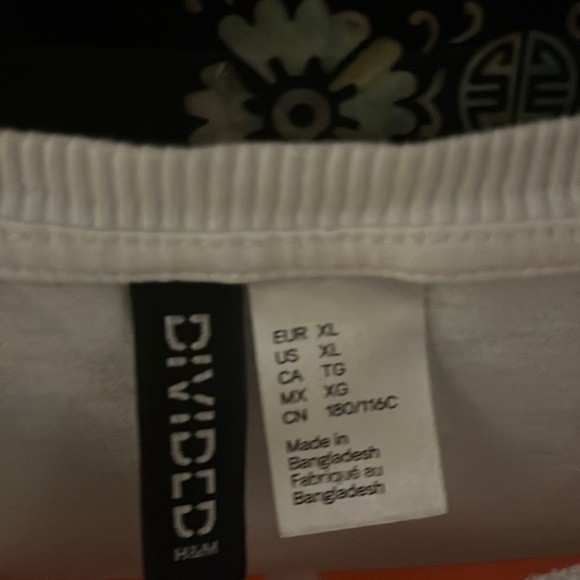 DIVIDED
H&M
EUR XL
US XL
CA TG
MX XG
CN 180/116C
Made in
Bangladesh
Fabriqué au
Bangladesh